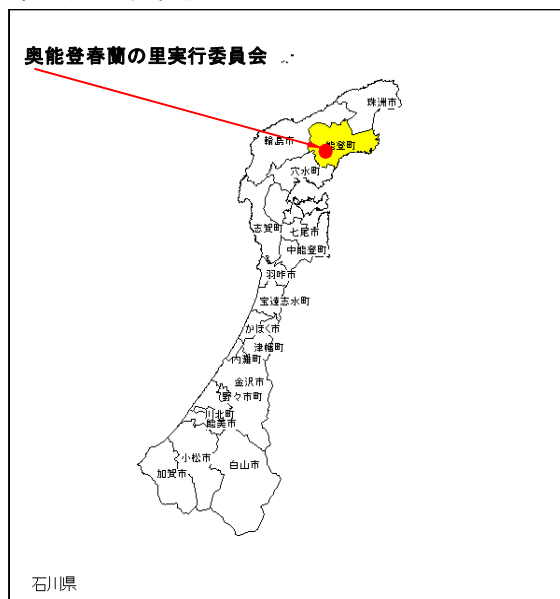 奥能登春蘭の里実行委員会
珠洲市
輪島市
能登町
穴水町
志賀町
七尾市
中能登町
羽咋市
宝達志水町
かほく市
津幡町
内灘町
金沢市
野々市町
川北町
能美市
小松市
白山市
加賀市
石川県